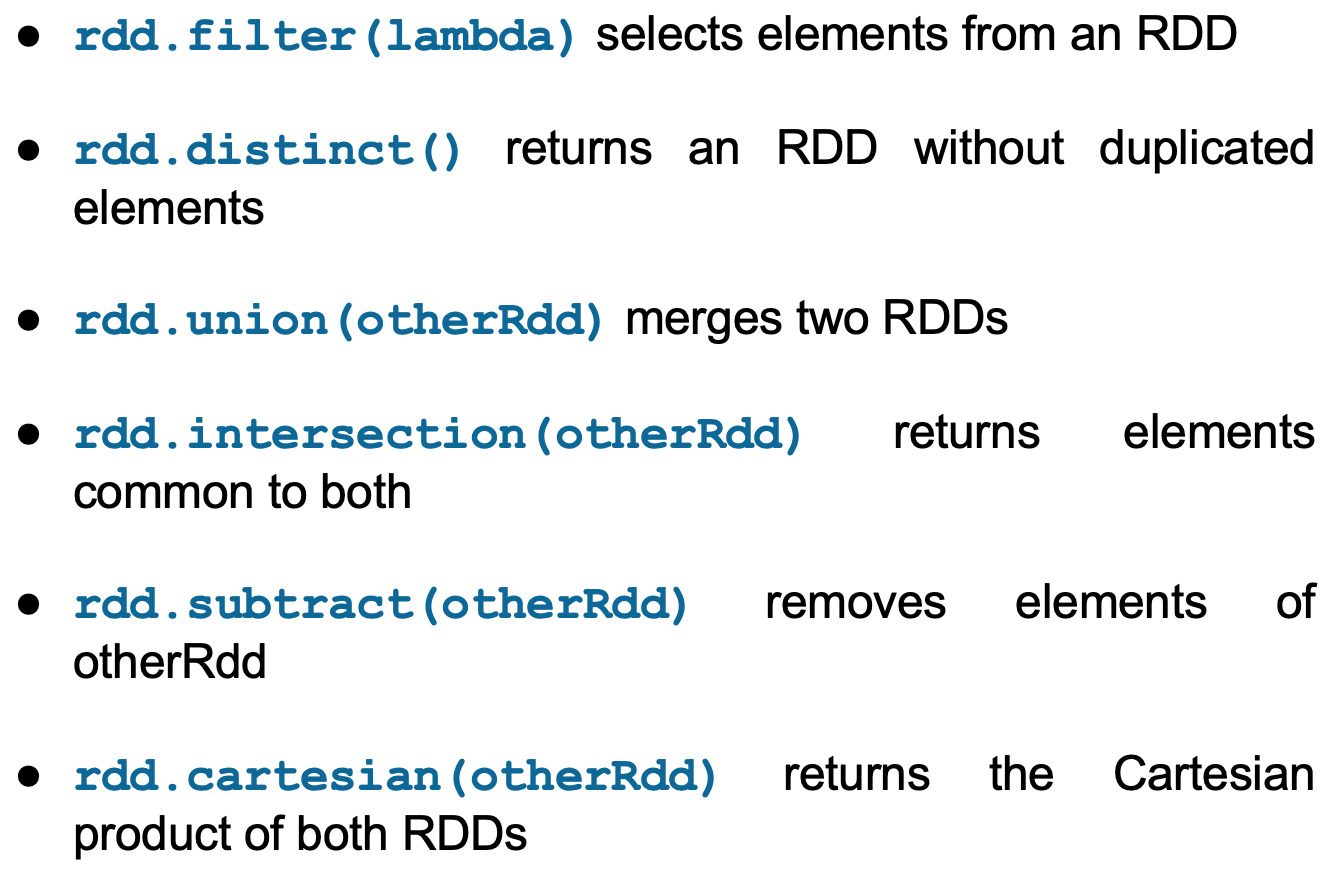 ● rdd.filter(lambda) selects elements from an RDD
● rdd.distinct() returns an RDD without duplicated
elements
● rdd.union(otherRdd) merges two RDDs
● rdd.intersection(otherRdd) returns elements
common to both
● rdd.subtract(otherRdd) removes elements of
otherRdd
● rdd.cartesian(otherRdd) returns the Cartesian
product of both RDDs